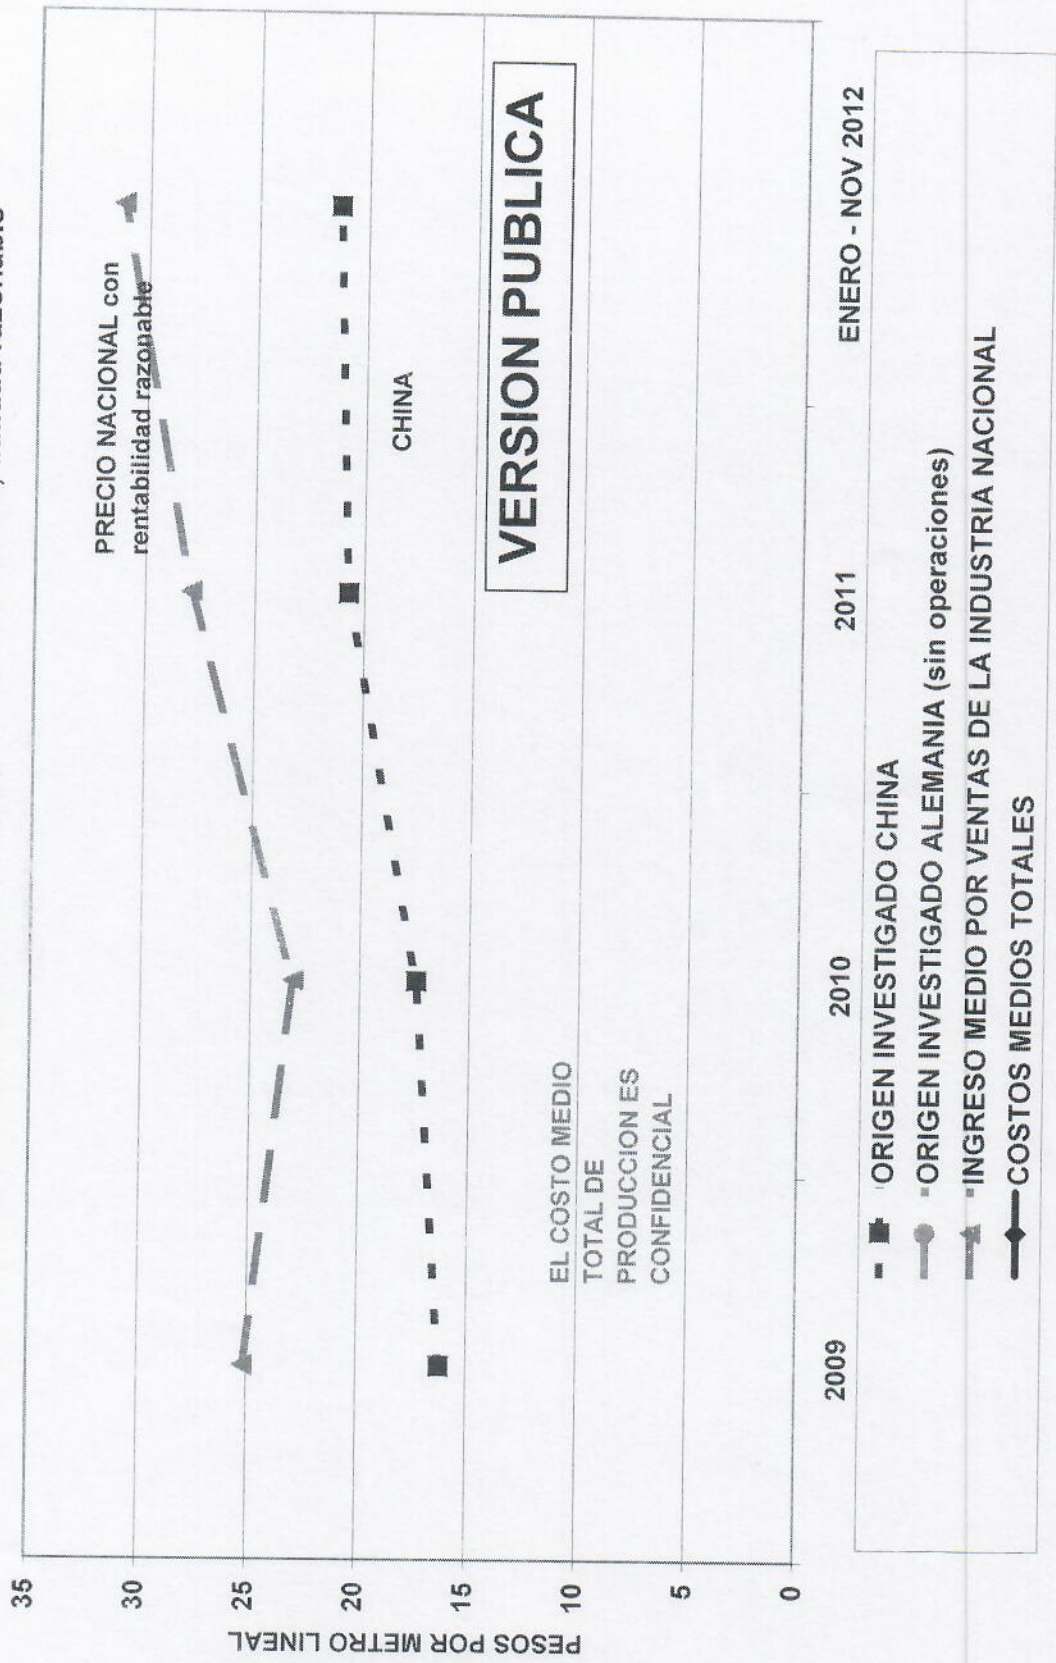 PRECIO NACIONAL con
rentabilidad razonable
CHINA
VERSION PUBLICA
EL COSTO MEDIO
TOTAL DE
PRODUCCION ES
CONFIDENCIAL
PESOS POR METRO LINEAL
35
30
25
20
15
10
5
0
2009
2010
2011
ENERO - NOV 2012
ORIGEN INVESTIGADO CHINA
ORIGEN INVESTIGADO ALEMANIA (sin operaciones)
INGRESO MEDIO POR VENTAS DE LA INDUSTRIA NACIONAL
COSTOS MEDIOS TOTALES